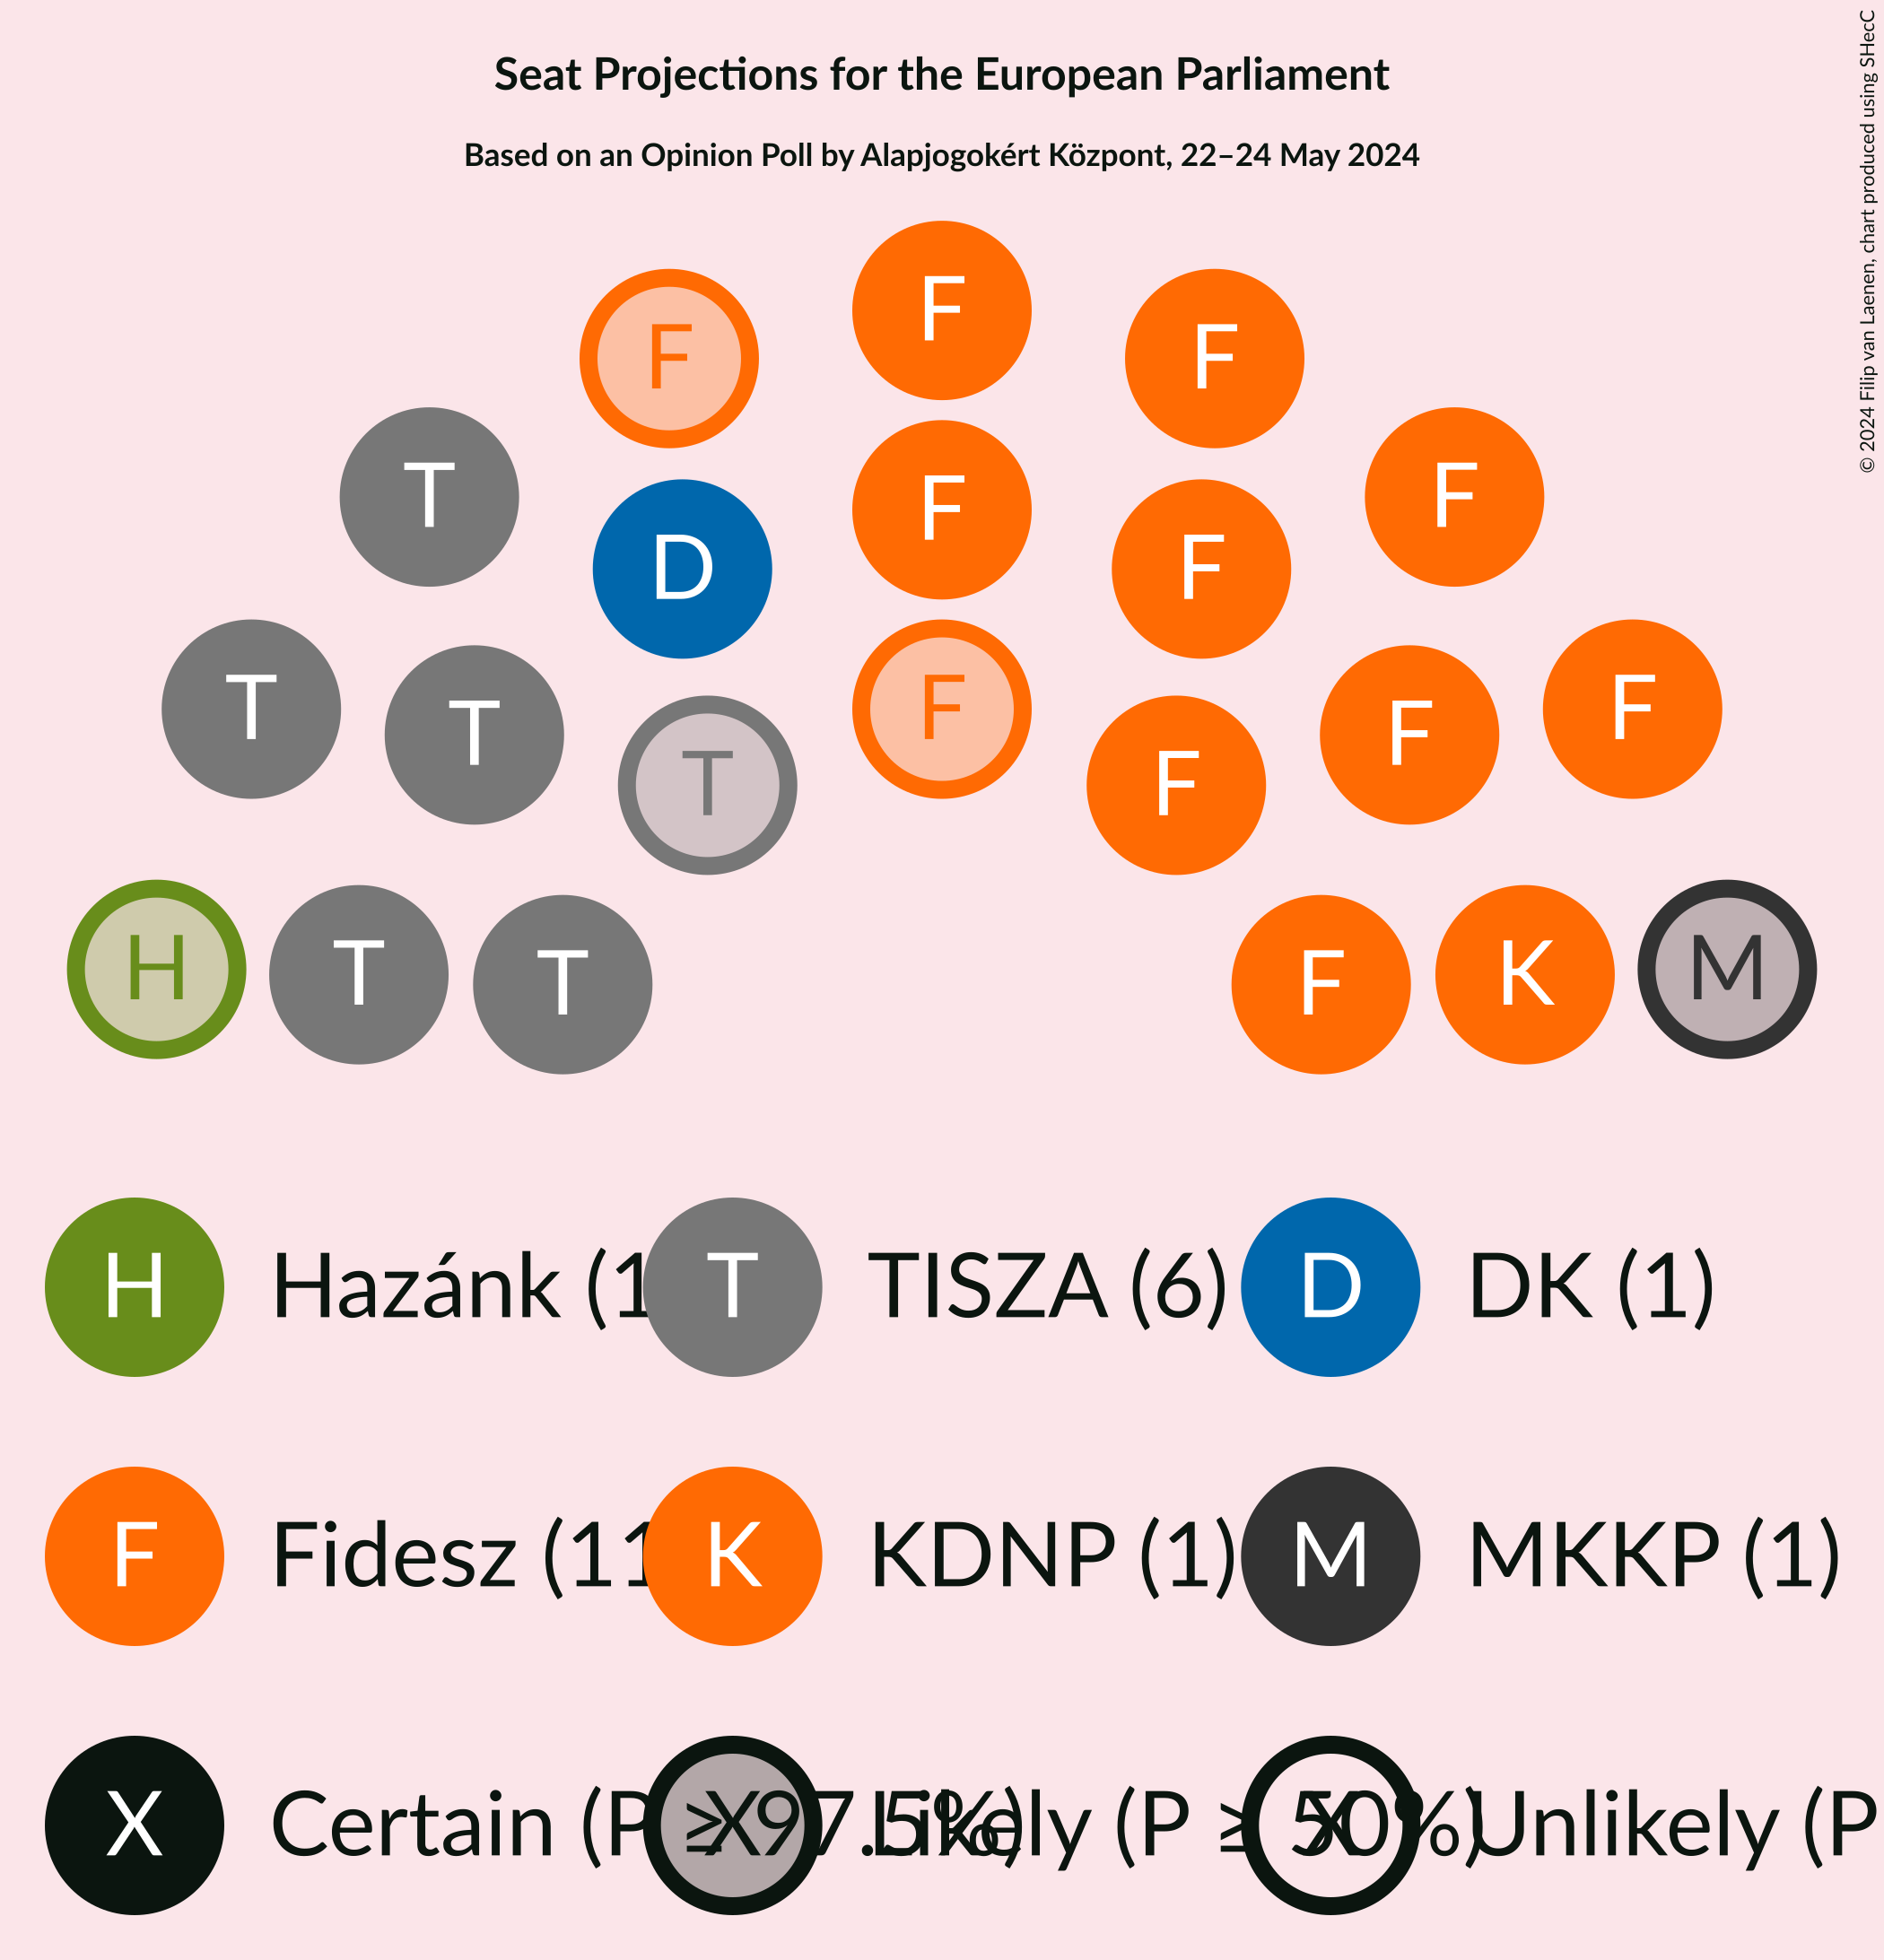 Seat Projections for the European Parliament
Based on an Opinion Poll by Alapjogokért Központ, 22–24 May 2024
© 2024 Filip van Laenen, chart produced using SHecC
F
F F
T F
D F F
T F F
T T F F
T F
H T T F K M
H Hazánk (1 T TISZA (6) D DK (1)
F Fidesz (11 K KDNP (1) M MKKP (1)
X Certain (P ≥ 97.5%) X Likely (P ≥ 50%) X Unlikely (P